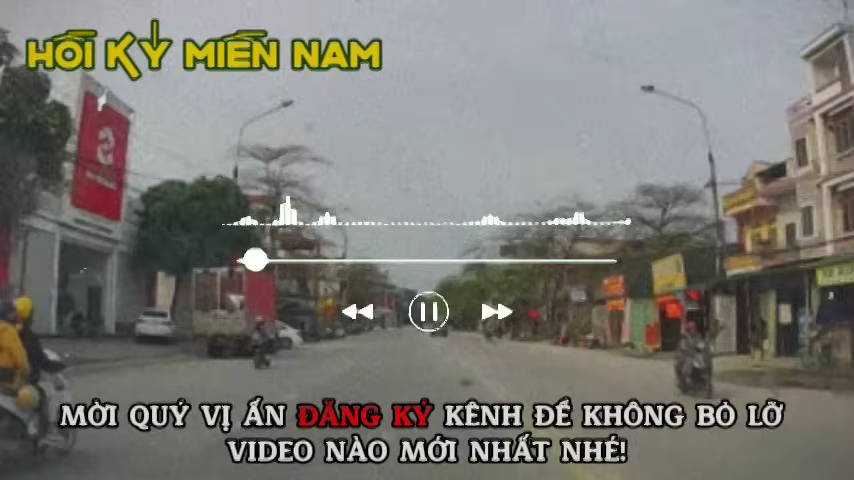 HỒI KÝ MIỀN NAM
MỜI QUÝ VỊ ẤN ĐĂNG KÝ KÊNH ĐỂ KHÔNG BỎ LỠ
VIDEO NÀO MỚI NHẤT NHÉ!